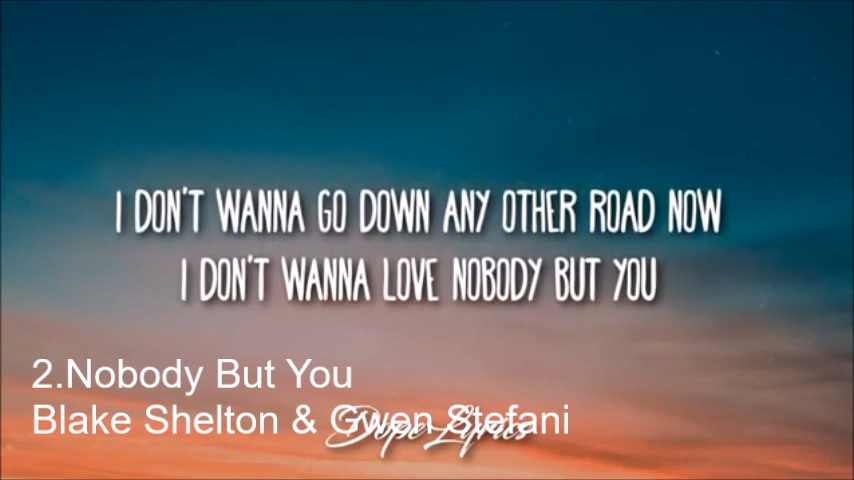 I DON'T WANNA GO DOWN ANY OTHER ROAD NOW
I DON'T WANNA LOVE NOBODY BUT YOU
2.Nobody But You
Blake Shelton & Gwen Stefani
Dope Lyrics